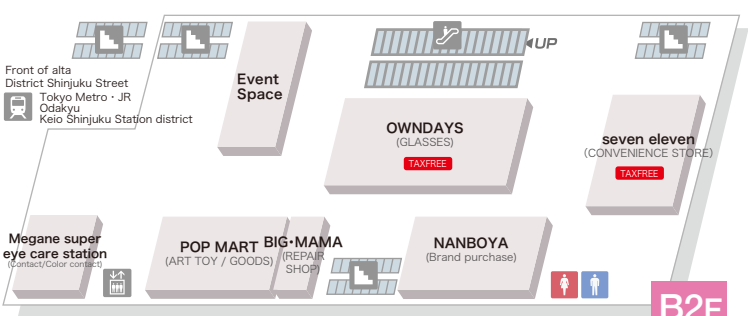 UP
Front of alta
District Shinjuku Street
Tokyo Metro・JR
Odakyu
Keio Shinjuku Station district
Event
Space
OWNDAYS
(GLASSES)
TAXFREE
seven eleven
(CONVENIENCE STORE)
TAXFREE
Megane super
eye care station
(Contact/Color contact)
POP MART
(ART TOY / GOODS)
BIG・MAMA
(REPAIR
SHOP)
NANBOYA
(Brand purchase)
B2F